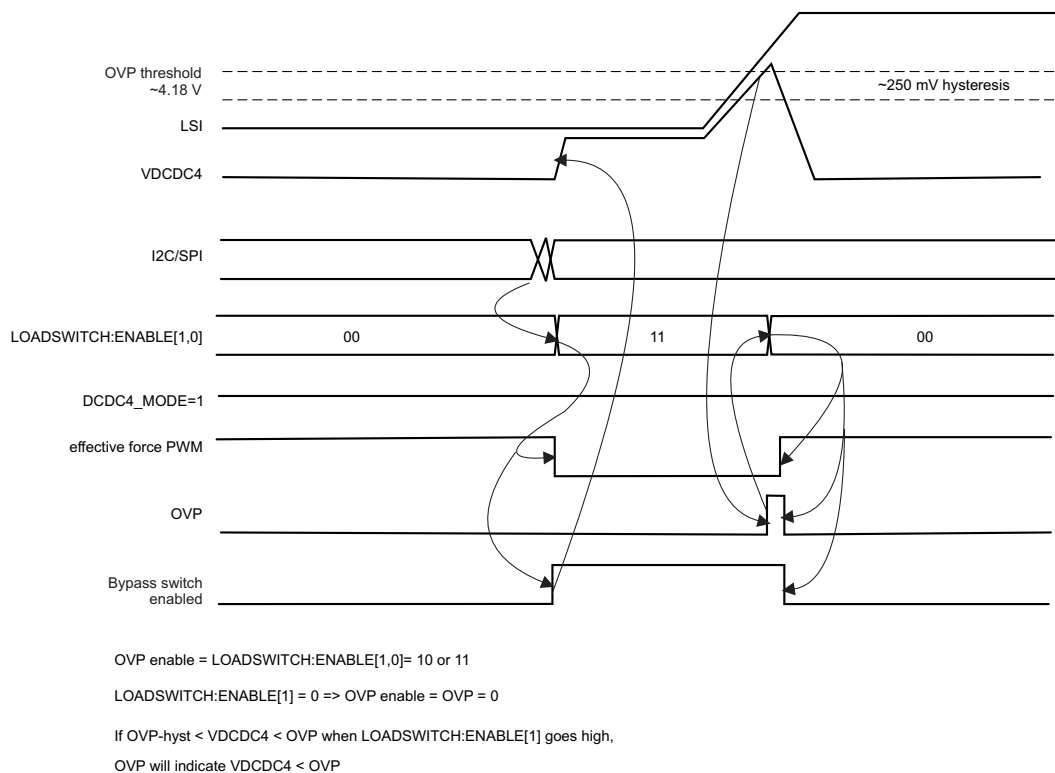 OVP threshold
~4.18 V
~250 mV hysteresis
LSI
VDCDC4
I2C/SPI
LOADSWITCH:ENABLE[1,0]
00
11
00
DCDC4_MODE=1
effective force PWM
OVP
Bypass switch
enabled
OVP enable = LOADSWITCH:ENABLE[1,0]= 10 or 11
LOADSWITCH:ENABLE[1] = 0 => OVP enable = OVP = 0
If OVP-hyst < VDCDC4 < OVP when LOADSWITCH:ENABLE[1] goes high,
OVP will indicate VDCDC4 < OVP